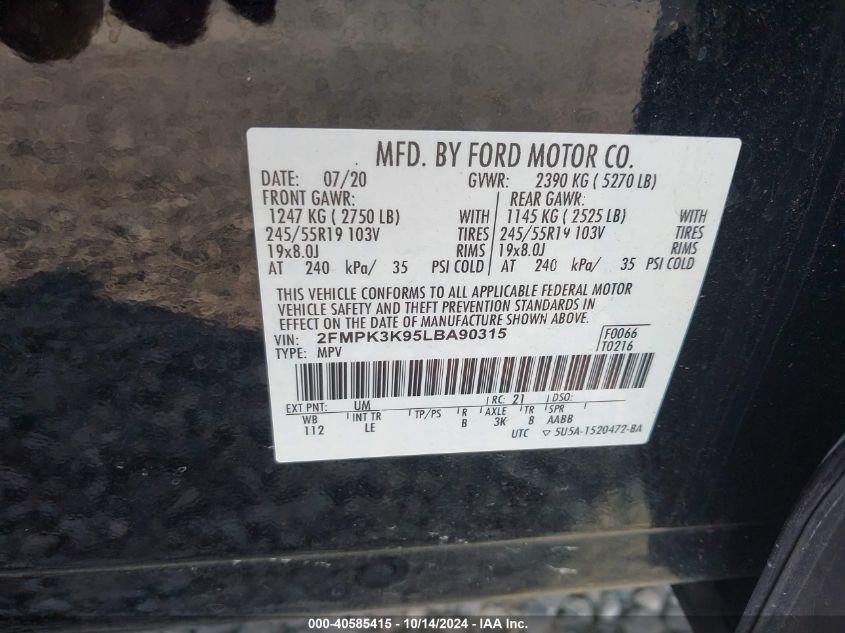 MFD. BY FORD MOTOR CO.
DATE: 07/20 GVWR: 2390 KG ( 5270 LB)
FRONT GAWR: REAR GAWR:
1247 KG ( 2750 LB) WITH 1145 KG ( 2525 LB) WITH
245/55R19 103V TIRES 245/55R19 103V TIRES
19x8.0J RIMS 19x8.0J RIMS
AT 240 kPa/ 35 PSI COLD AT 240 kPa/ 35 PSI COLD
THIS VEHICLE CONFORMS TO ALL APPLICABLE FEDERAL MOTOR
VEHICLE SAFETY AND THEFT PREVENTION STANDARDS IN
EFFECT ON THE DATE OF MANUFACTURE SHOWN ABOVE.
VIN: 2FMPK3K95LBA90315 F0066
TYPE: MPV T0216
EXT PNT: UM RC: 21 DSO:
WB INT TR TP/PS R AXLE TR SPR
112 LE B 3K 8 AABB
UTC ▽ 5U5A-1520472-BA
000-40585415 - 10/14/2024 - IAA Inc.